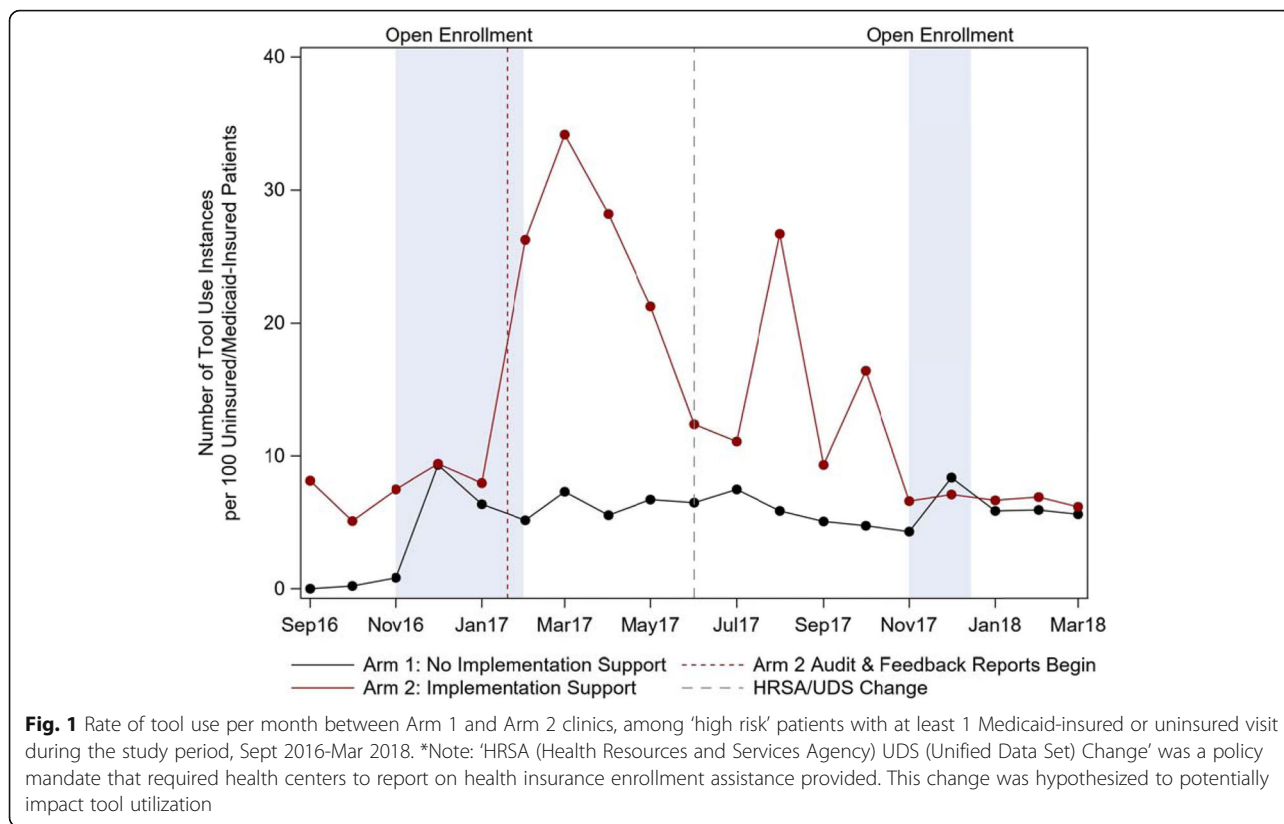 Open Enrollment
Open Enrollment
Number of Tool Use Instances
per 100 Uninsured/Medicaid-Insured Patients
40
30
20
10
0
Sep16 Nov16 Jan17 Mar17 May17 Jul17 Sep17 Nov17 Jan18 Mar18
Arm 1: No Implementation Support
Arm 2 Audit & Feedback Reports Begin
Arm 2: Implementation Support
HRSA/UDS Change
Fig. 1 Rate of tool use per month between Arm 1 and Arm 2 clinics, among ‘high risk’ patients with at least 1 Medicaid-insured or uninsured visit
during the study period, Sept 2016-Mar 2018. *Note: ‘HRSA (Health Resources and Services Agency) UDS (Unified Data Set) Change’ was a policy
mandate that required health centers to report on health insurance enrollment assistance provided. This change was hypothesized to potentially
impact tool utilization